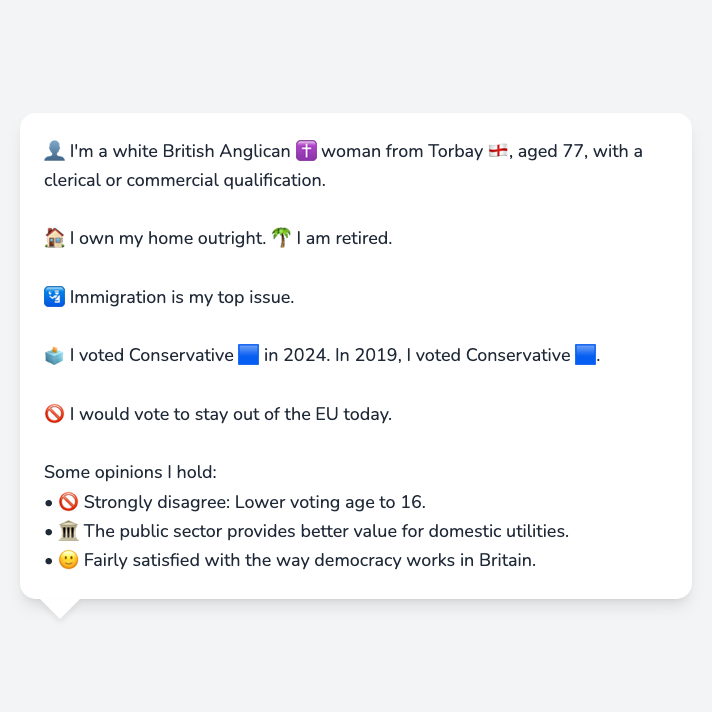 👤 I'm a white British Anglican ✝️ woman from Torbay 🏴󠁧󠁢󠁥󠁮󠁧󠁿, aged 77, with a
clerical or commercial qualification.
🏠 I own my home outright. 🌴 I am retired.
🛂 Immigration is my top issue.
🗳️ I voted Conservative 🟦 in 2024. In 2019, I voted Conservative 🟦.
🚫 I would vote to stay out of the EU today.
Some opinions I hold:
• 🚫 Strongly disagree: Lower voting age to 16.
• 🏛️ The public sector provides better value for domestic utilities.
• 🙂 Fairly satisfied with the way democracy works in Britain.